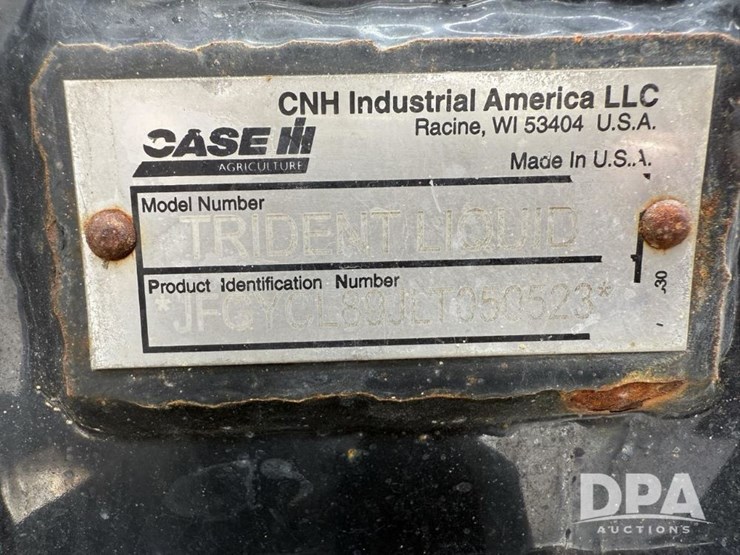 CNH Industrial America LLC
Racine, WI 53404 U.S.A.
CASE IH
AGRICULTURE
Made in U.S.A.
Model Number
TRIDENT LIQUID
Product Identification Number
30
DPA
AUCTIONS